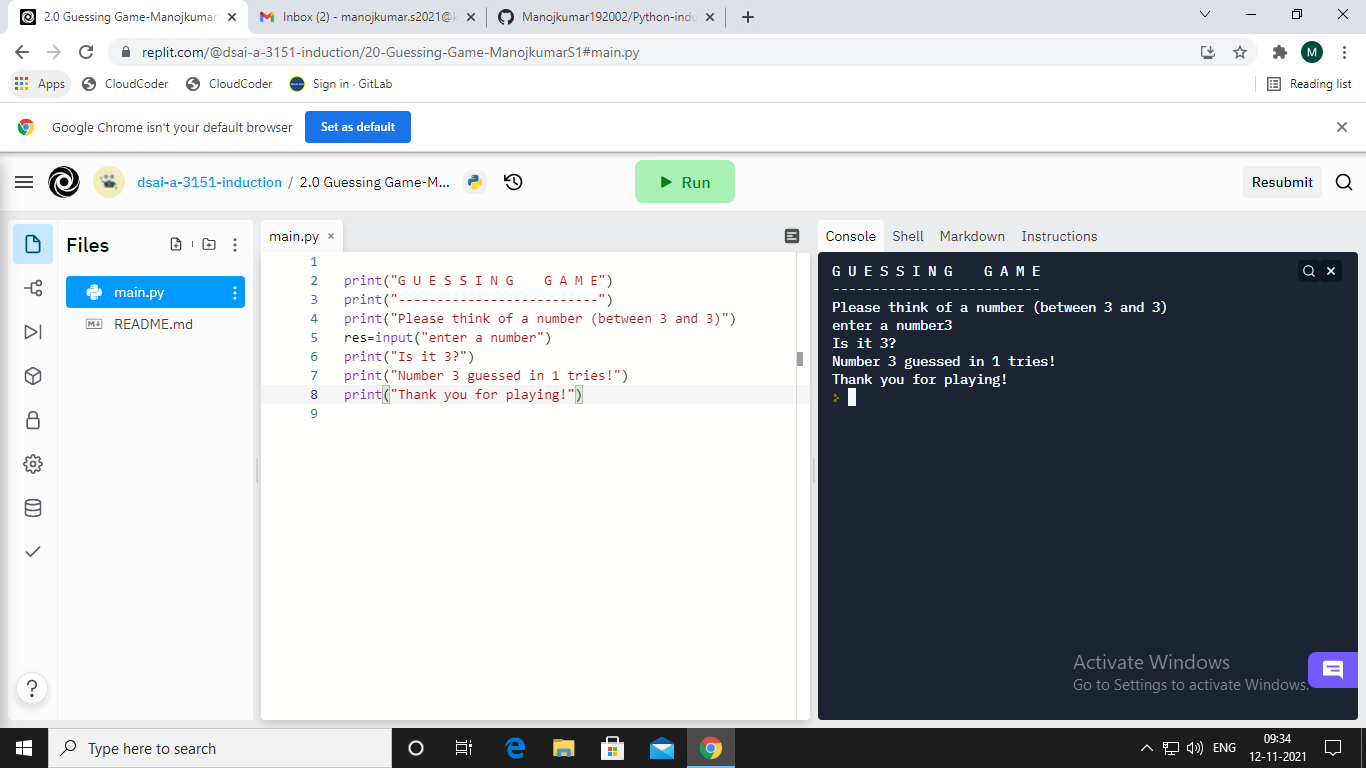 2.0 Guessing Game-Manojkumar
Inbox (2) - manojkumar.s2021@k
Manojkumar192002/Python-indu
replit.com/@dsai-a-3151-induction/20-Guessing-Game-ManojkumarS1#main.py
M
Apps
CloudCoder
CloudCoder
Sign in · GitLab
Reading list
Google Chrome isn't your default browser
Set as default
dsai-a-3151-induction / 2.0 Guessing Game-M...
Run
Resubmit
Files
main.py
README.md
main.py
1
2 print("G U E S S I N G    G A M E")
3 print("--------------------------")
4 print("Please think of a number (between 3 and 3)")
5 res=input("enter a number")
6 print("Is it 3?")
7 print("Number 3 guessed in 1 tries!")
8 print("Thank you for playing!")
9
Console Shell Markdown Instructions
G U E S S I N G    G A M E
--------------------------
Please think of a number (between 3 and 3)
enter a number3
Is it 3?
Number 3 guessed in 1 tries!
Thank you for playing!
Activate Windows
Go to Settings to activate Windows.
?
Type here to search
ENG
09:34
12-11-2021